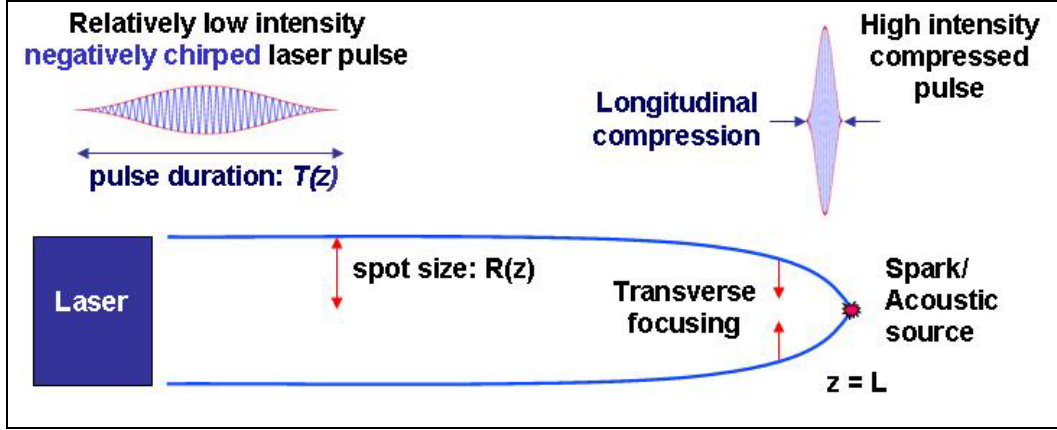 Relatively low intensity
negatively chirped laser pulse
pulse duration: T(z)
High intensity
compressed
pulse
Longitudinal
compression
Laser
spot size: R(z)
Transverse
focusing
Spark/
Acoustic
source
z = L